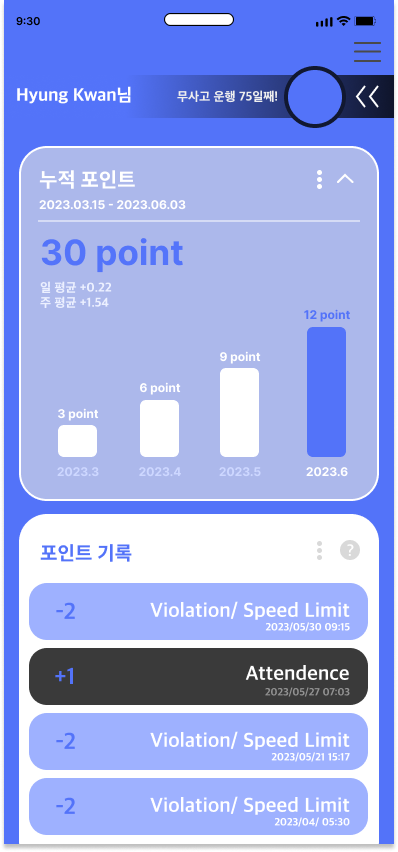 9:30
Hyung Kwan님
무사고 운행 75일째!
누적 포인트
2023.03.15 - 2023.06.03
30 point
일 평균 +0.22
주 평균 +1.54
12 point
9 point
6 point
3 point
2023.3
2023.4
2023.5
2023.6
포인트 기록
?
-2
Violation/ Speed Limit
2023/05/30 09:15
+1
Attendence
2023/05/27 07:03
-2
Violation/ Speed Limit
2023/05/21 15:17
-2
Violation/ Speed Limit
2023/04/ 05:30